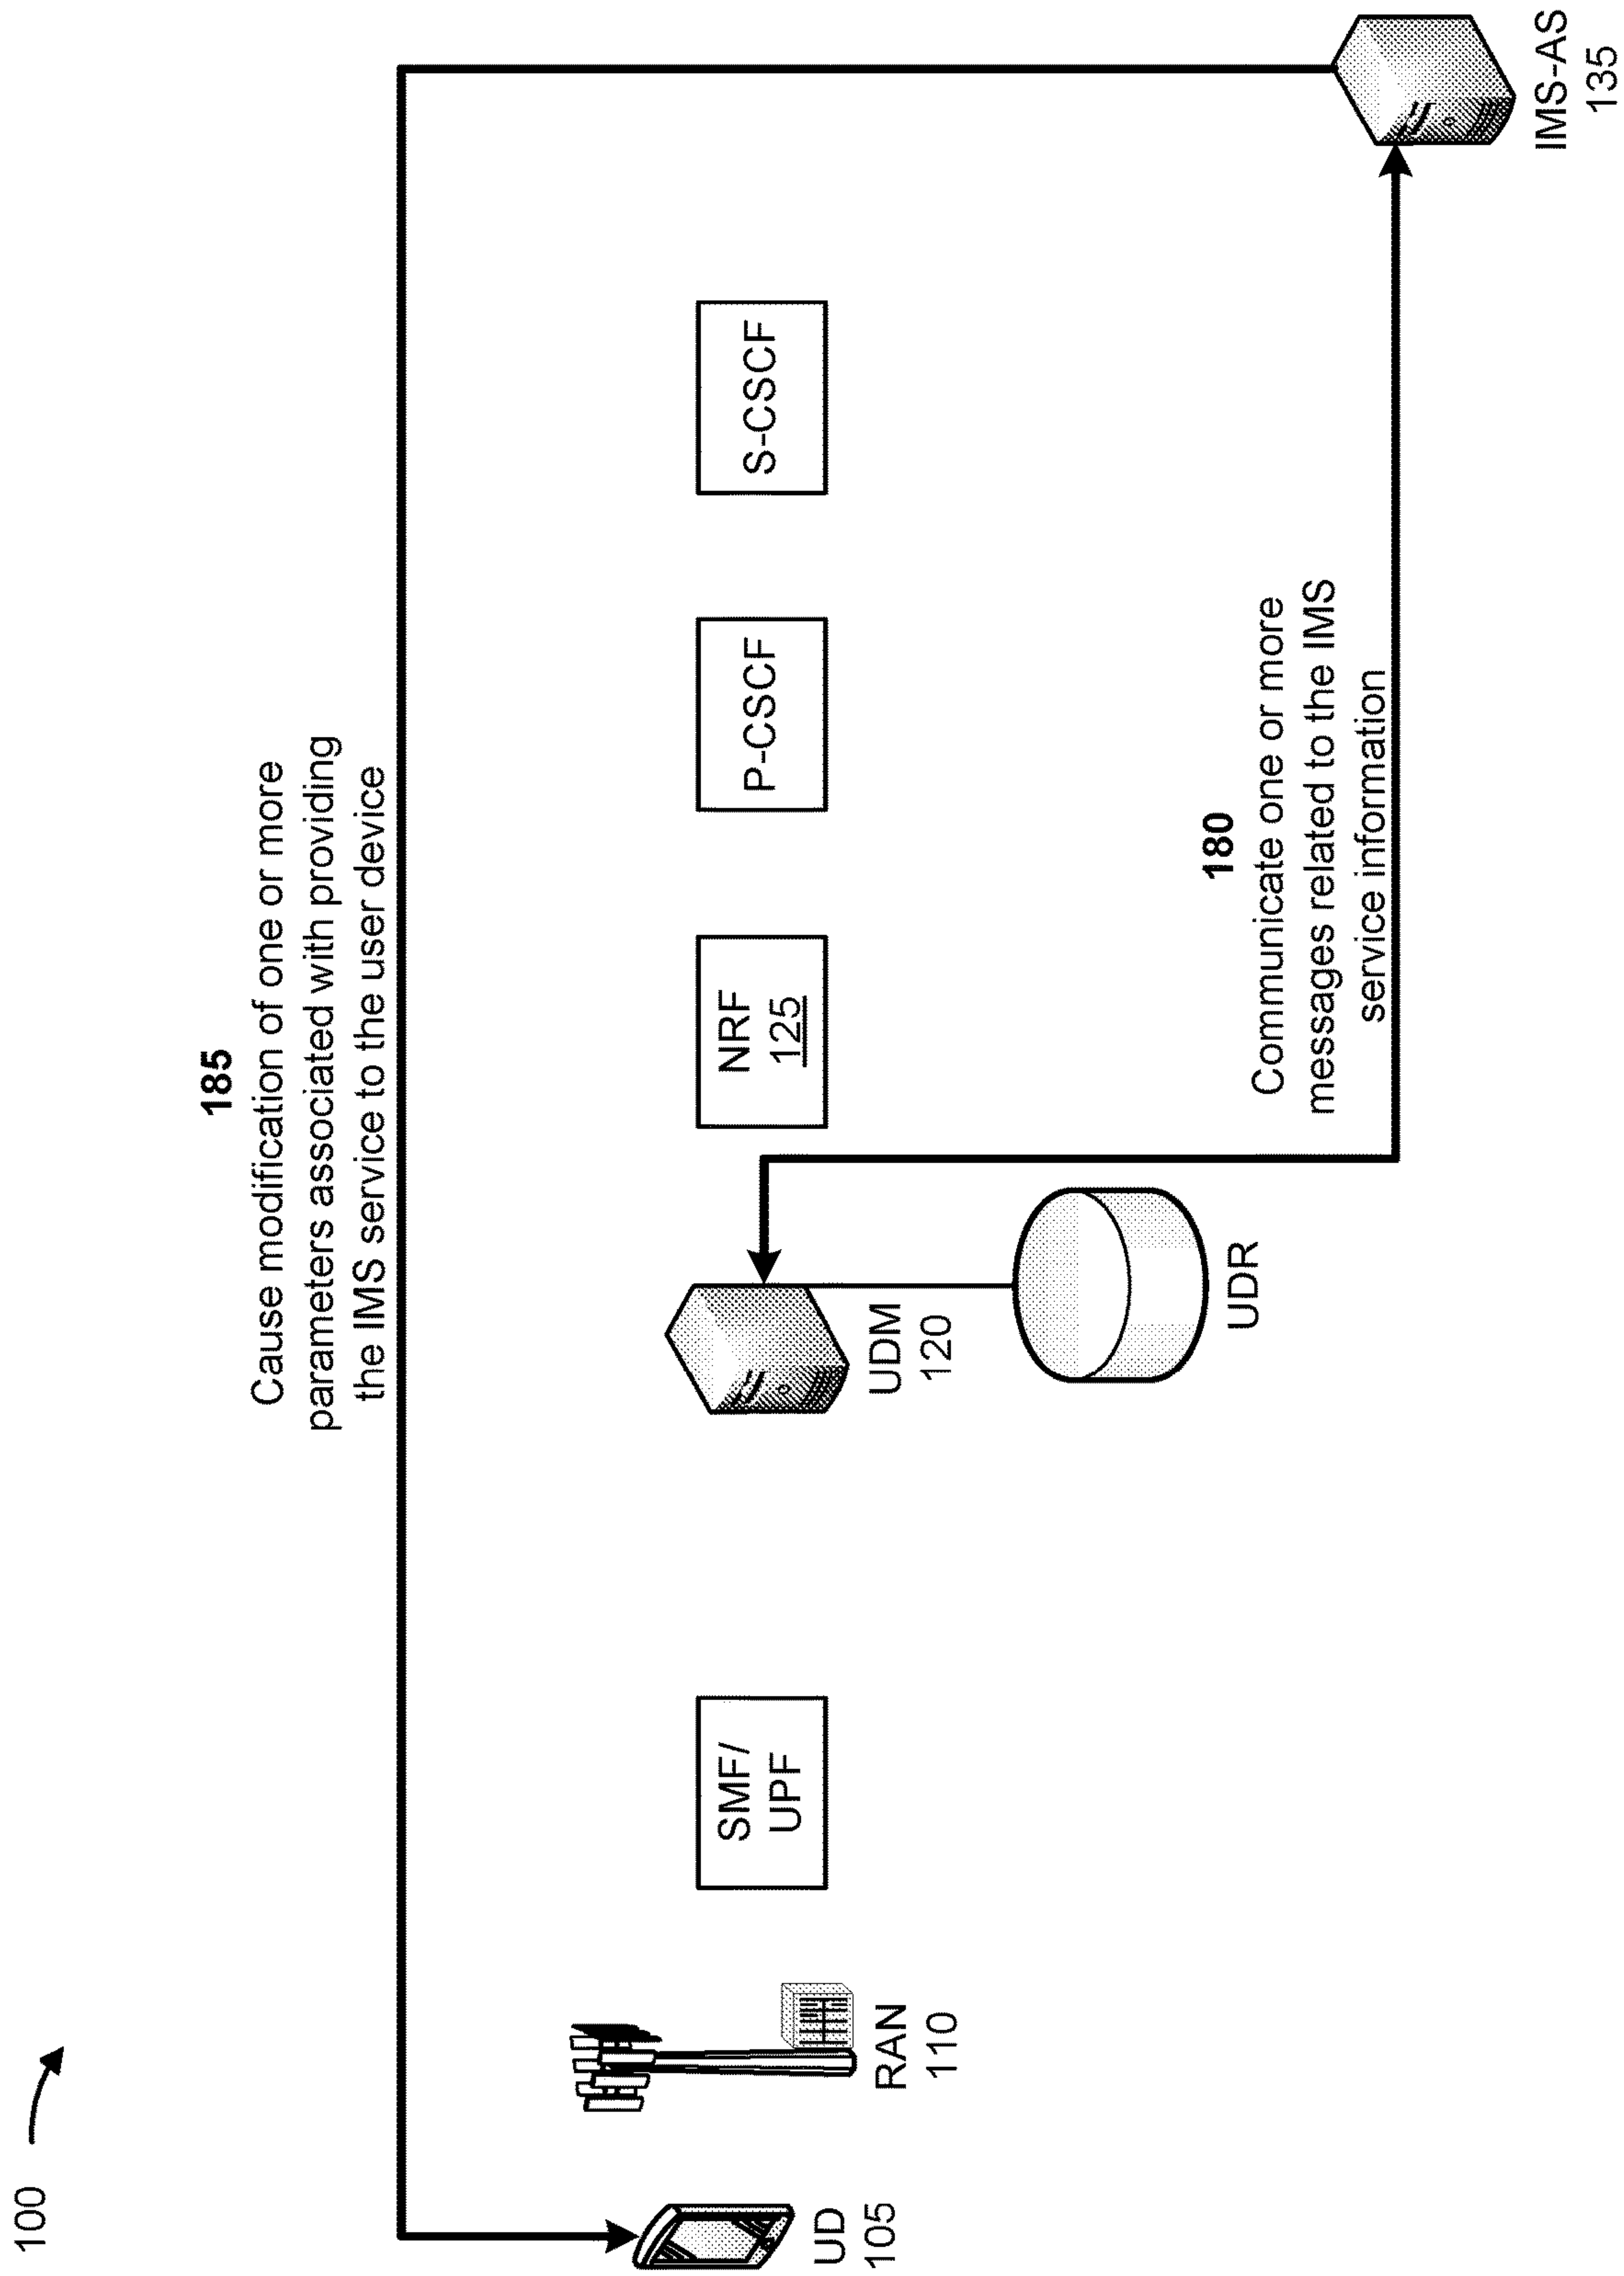 100
185
Cause modification of one or more
parameters associated with providing
the IMS service to the user device
UD
105
RAN
110
SMF/
UPF
UDM
120
UDR
NRF
125
P-CSCF
S-CSCF
180
Communicate one or more
messages related to the IMS
service information
IMS-AS
135